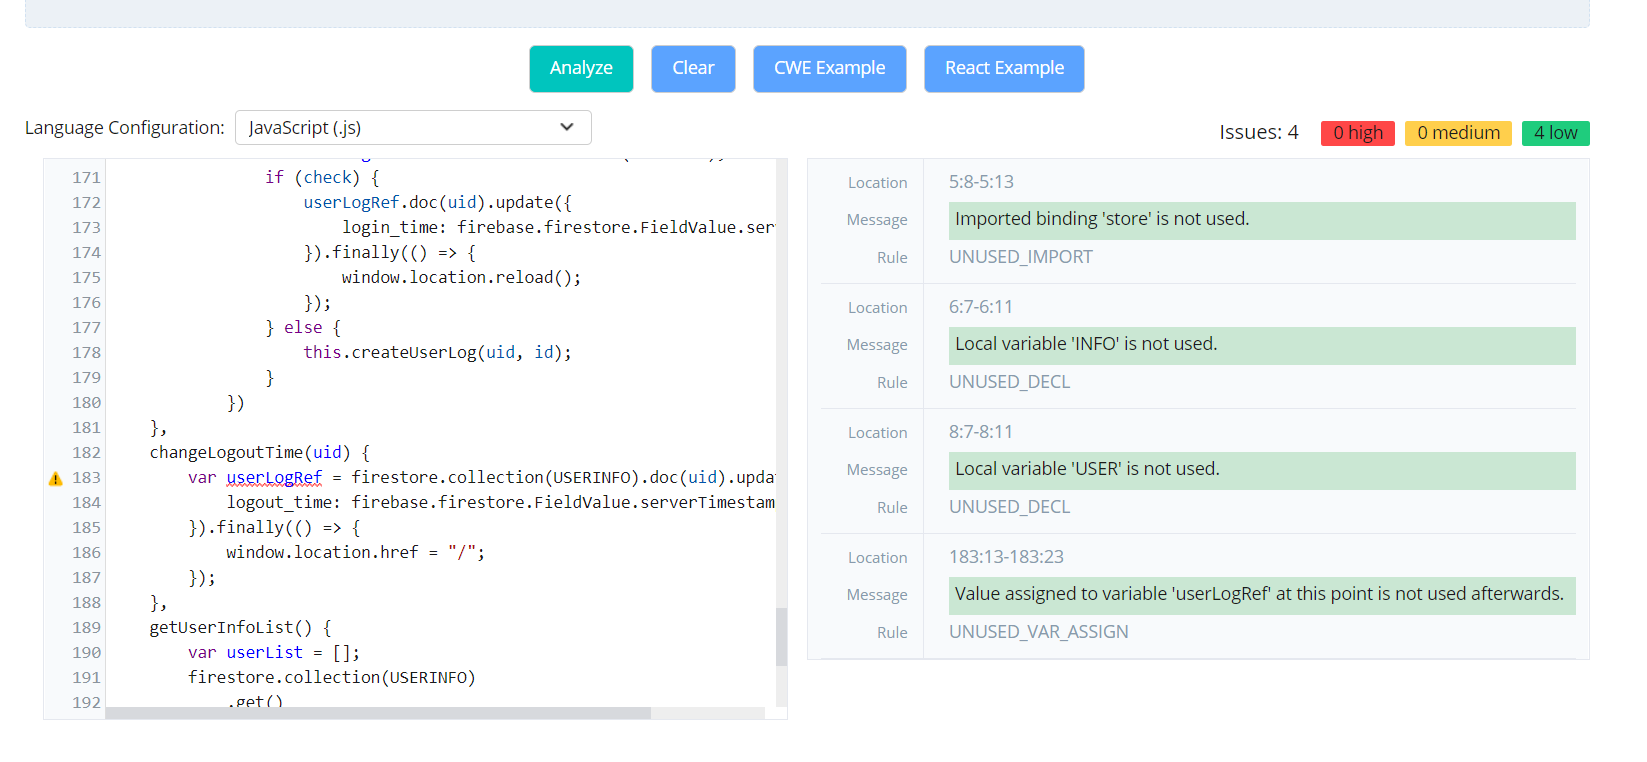 Analyze
Clear
CWE Example
React Example
Language Configuration:
JavaScript (.js)
Issues: 4
0 high
0 medium
4 low
171 if (check) {
172 userLogRef.doc(uid).update({
173 login_time: firebase.firestore.FieldValue.ser
174 }).finally(() => {
175 window.location.reload();
176 });
177 } else {
178 this.createUserLog(uid, id);
179 }
180 })
181 },
182 changeLogoutTime(uid) {
183 var userLogRef = firestore.collection(USERINFO).doc(uid).upda
184 logout_time: firebase.firestore.FieldValue.serverTimestam
185 }).finally(() => {
186 window.location.href = "/";
187 });
188 },
189 getUserInfoList() {
190 var userList = [];
191 firestore.collection(USERINFO)
192 .get()
Location 5:8-5:13
Message Imported binding 'store' is not used.
Rule UNUSED_IMPORT
Location 6:7-6:11
Message Local variable 'INFO' is not used.
Rule UNUSED_DECL
Location 8:7-8:11
Message Local variable 'USER' is not used.
Rule UNUSED_DECL
Location 183:13-183:23
Message Value assigned to variable 'userLogRef' at this point is not used afterwards.
Rule UNUSED_VAR_ASSIGN